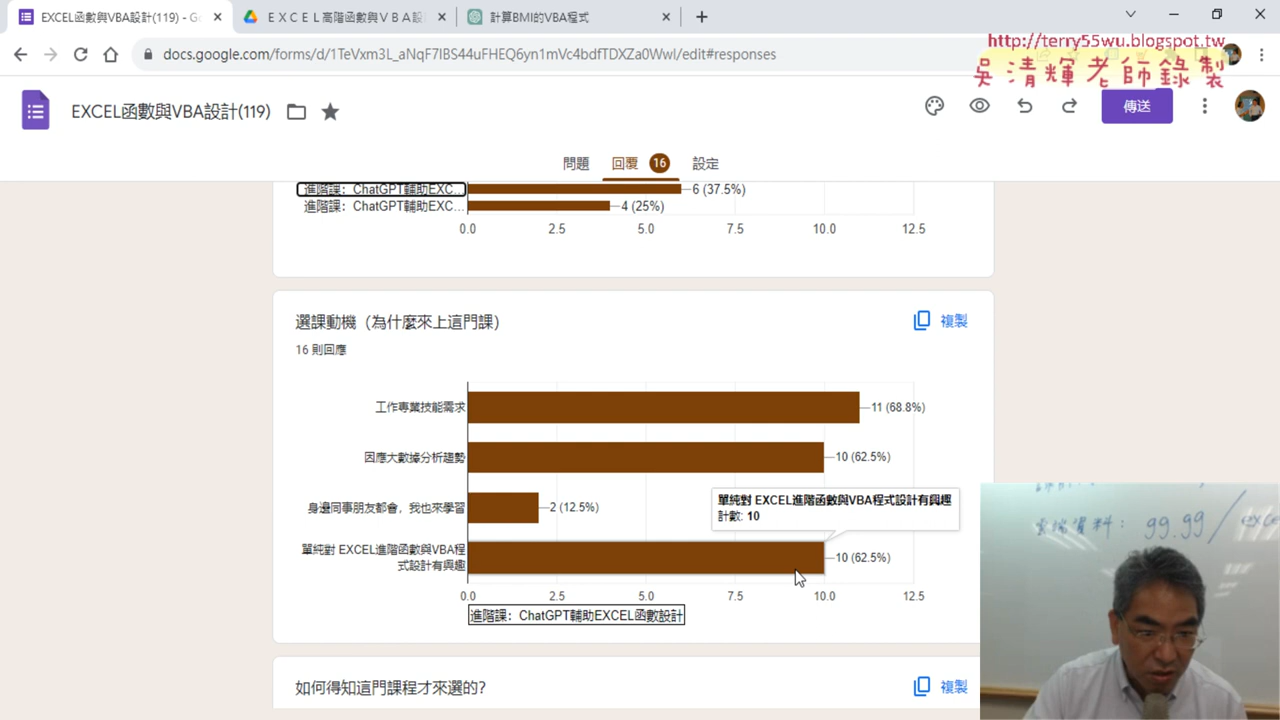 EXCEL函數與VBA設計(119) - Go
ＥＸＣＥＬ高階函數與ＶＢＡ設
計算BMI的VBA程式
docs.google.com/forms/d/1TeVxm3L_aNqF7IBS44uFHEQ6yn1mVc4bdfTDXZa0WwI/edit#responses
http://terry55wu.blogspot.tw
吳清輝老師錄製
EXCEL函數與VBA設計(119)
傳送
問題
回覆 16
設定
進階課：ChatGPT輔助EXC...
6 (37.5%)
進階課：ChatGPT輔助EXC...
4 (25%)
0.0 2.5 5.0 7.5 10.0 12.5
選課動機（為什麼來上這門課）
複製
16 則回應
工作專業技能需求
11 (68.8%)
因應大數據分析趨勢
10 (62.5%)
身邊同事朋友都會，我也來學習
2 (12.5%)
單純對 EXCEL進階函數與VBA程式設計有興趣
計數: 10
單純對 EXCEL進階函數與VBA程
式設計有興趣
10 (62.5%)
0.0 2.5 5.0 7.5 10.0 12.5
進階課：ChatGPT輔助EXCEL函數設計
雲端資料： 99.99/exce
如何得知這門課程才來選的?
複製